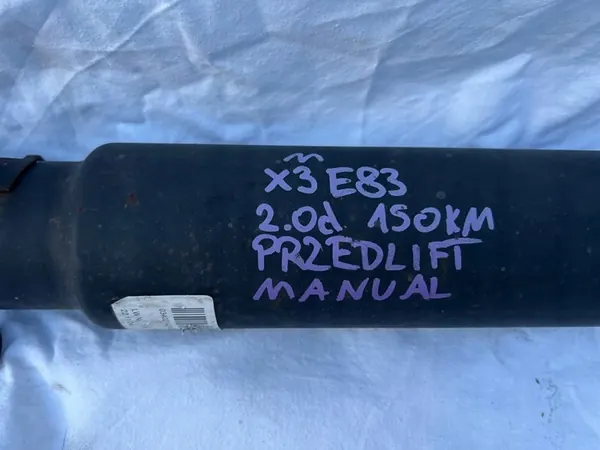 X3 E83
2.0d 150KM
PRZEDLIFT
MANUAL